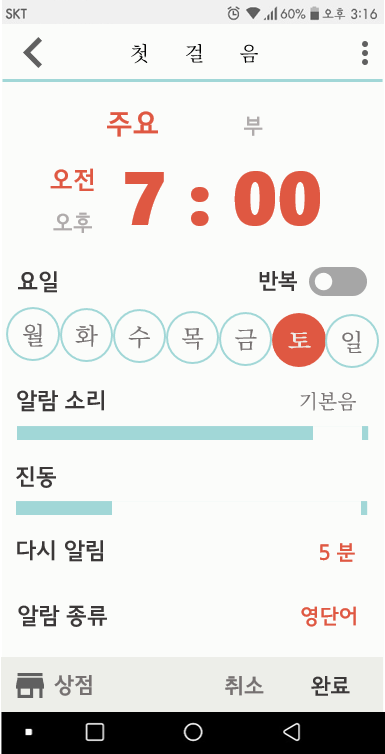 SKT 60% 오후 3:16
첫 걸 음
주요 부
오전
오후
7 : 00
요일 반복
월 화 수 목 금 토 일
알람 소리 기본음
진동
다시 알림 5 분
알람 종류 영단어
상점 취소 완료